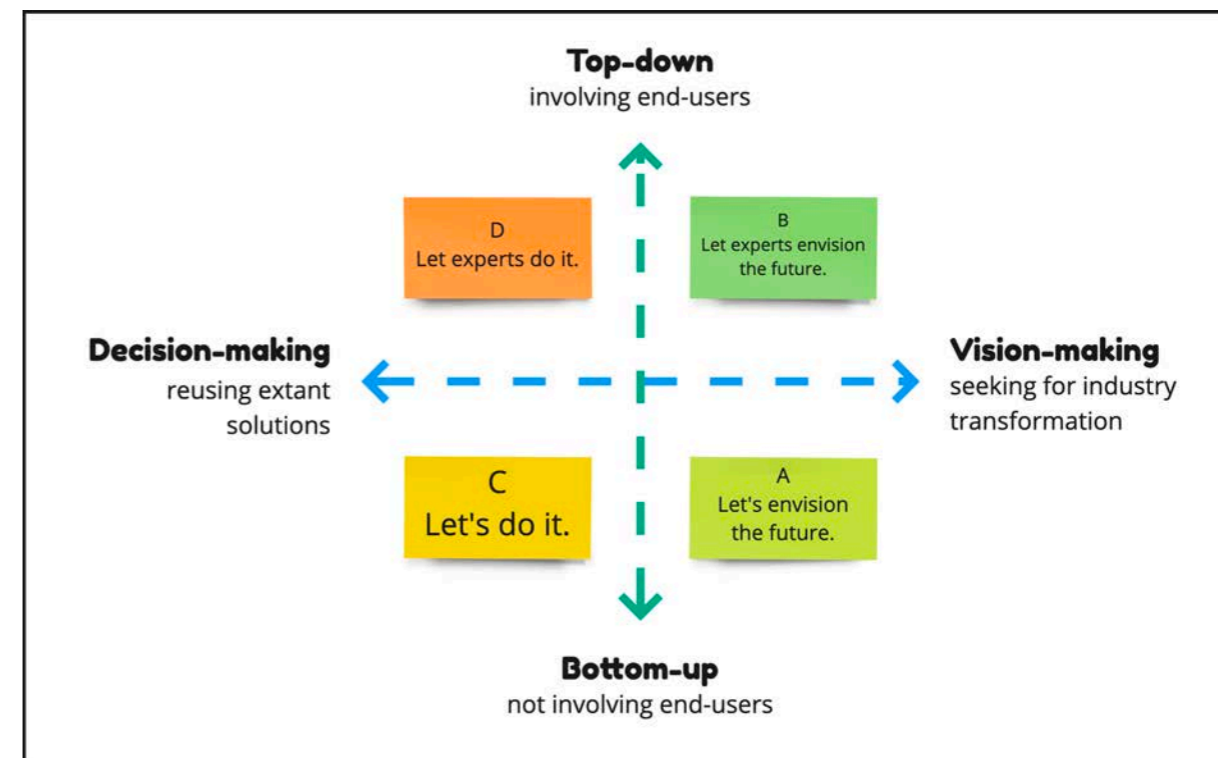 Top-down
involving end-users
D
Let experts do it.
B
Let experts envision
the future.
Decision-making
reusing extant
solutions
Vision-making
seeking for industry
transformation
C
Let's do it.
A
Let's envision
the future.
Bottom-up
not involving end-users